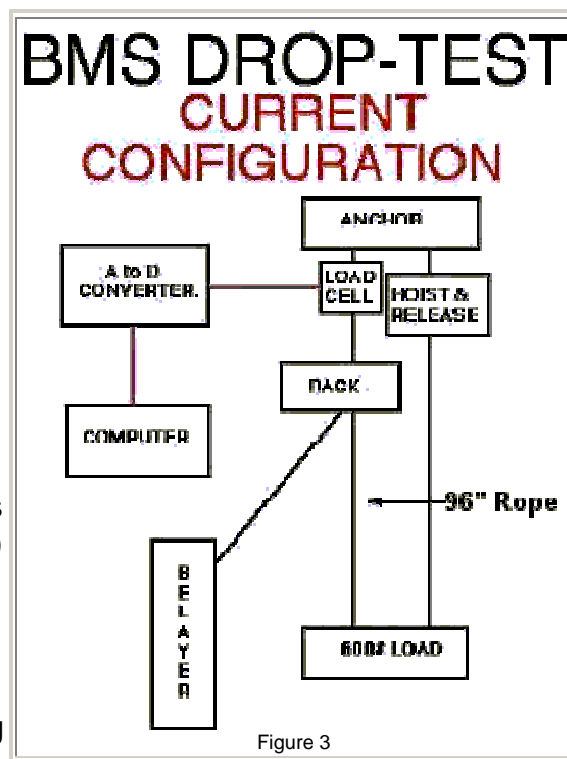 BMS DROP-TEST
CURRENT
CONFIGURATION
ANCHOR
A to D
CONVERTER.
LOAD
CELL
HOIST &
RELEASE
RACK
COMPUTER
96" Rope
BELAYER
600# LOAD
Figure 3